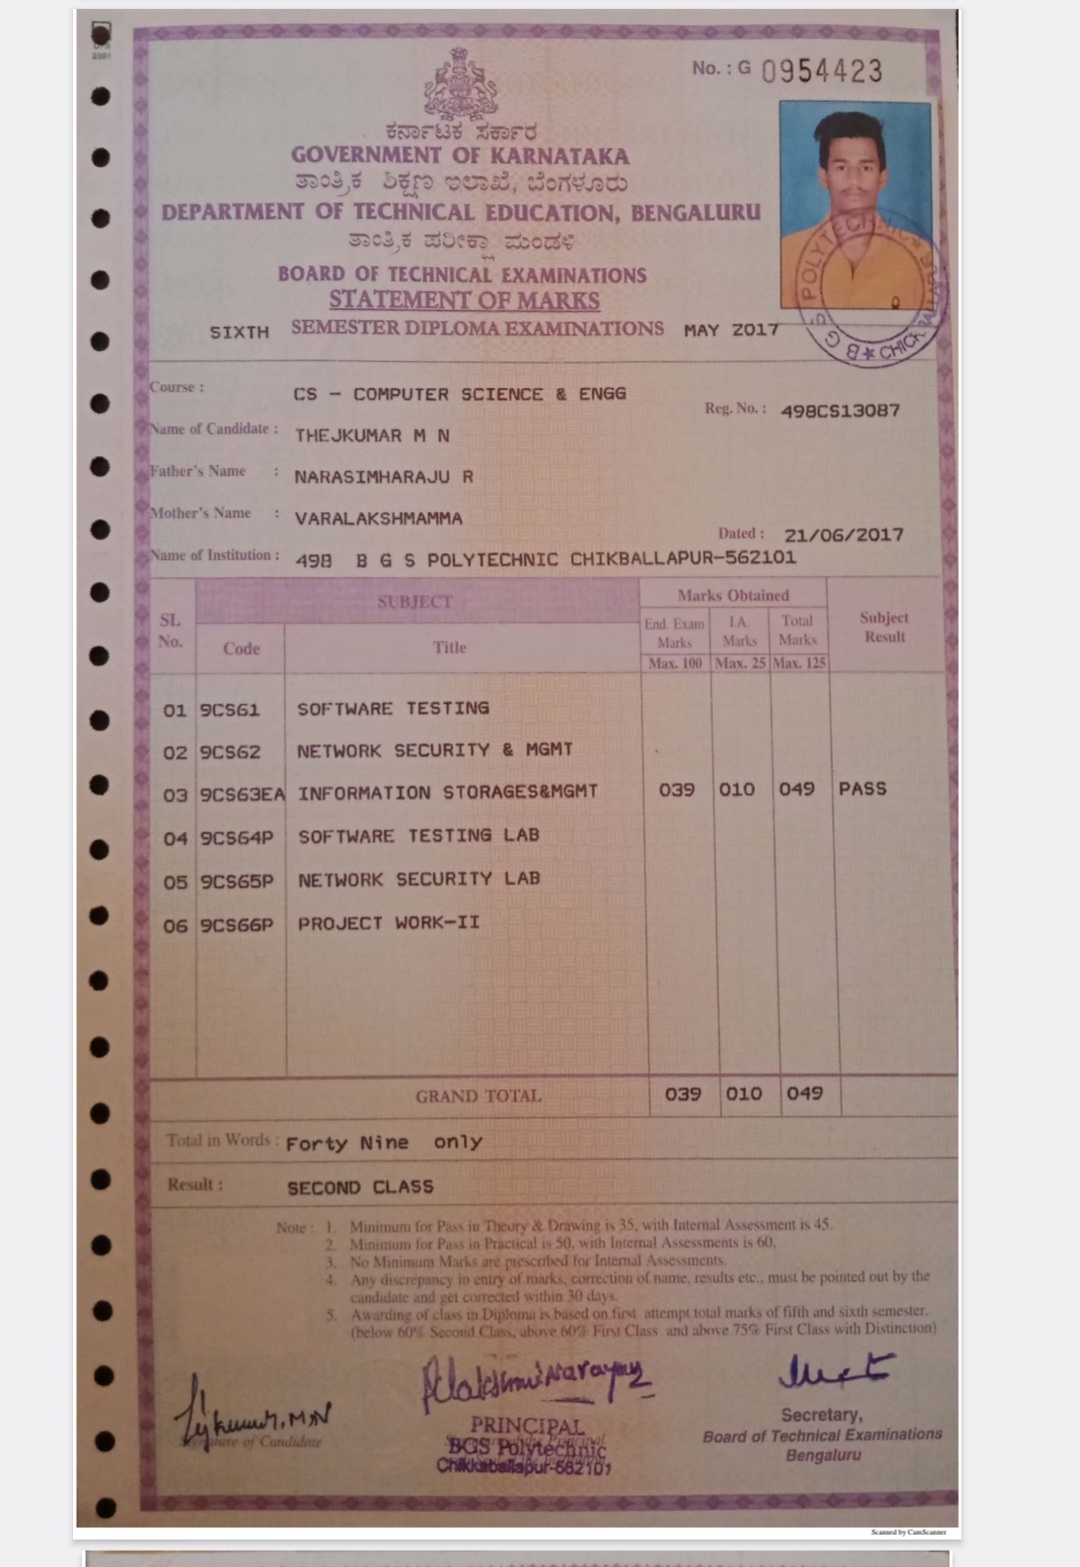 No. : G 0954423
ಕರ್ನಾಟಕ ಸರ್ಕಾರ
GOVERNMENT OF KARNATAKA
ತಾಂತ್ರಿಕ ಶಿಕ್ಷಣ ಇಲಾಖೆ, ಬೆಂಗಳೂರು
DEPARTMENT OF TECHNICAL EDUCATION, BENGALURU
ತಾಂತ್ರಿಕ ಪರೀಕ್ಷಾ ಮಂಡಳಿ
BOARD OF TECHNICAL EXAMINATIONS
STATEMENT OF MARKS
SIXTH SEMESTER DIPLOMA EXAMINATIONS MAY 2017
B G S POLYTECHNIC
Course : CS - COMPUTER SCIENCE & ENGG
Reg. No. : 498CS13087
Name of Candidate : THEJKUMAR M N
Father's Name : NARASIMHARAJU R
Mother's Name : VARALAKSHMAMMA
Dated : 21/06/2017
Name of Institution : 498 B G S POLYTECHNIC CHIKBALLAPUR-562101
SL No. SUBJECT Marks Obtained Subject Result
Code Title End. Exam Marks I.A. Marks Total Marks
Max. 100 Max. 25 Max. 125
01 9CS61 SOFTWARE TESTING
02 9CS62 NETWORK SECURITY & MGMT
03 9CS63EA INFORMATION STORAGES&MGMT 039 010 049 PASS
04 9CS64P SOFTWARE TESTING LAB
05 9CS65P NETWORK SECURITY LAB
06 9CS66P PROJECT WORK-II
GRAND TOTAL 039 010 049
Total in Words : Forty Nine only
Result : SECOND CLASS
Note : 1. Minimum for Pass in Theory & Drawing is 35, with Internal Assessment is 45.
2. Minimum for Pass in Practical is 50, with Internal Assessments is 60.
3. No Minimum Marks are prescribed for Internal Assessments.
4. Any discrepancy in entry of marks, correction of name, results etc., must be pointed out by the
candidate and get corrected within 30 days.
5. Awarding of class in Diploma is based on first attempt total marks of fifth and sixth semester.
(below 60% Second Class, above 60% First Class and above 75% First Class with Distinction)
Signature of Candidate
PRINCIPAL
BGS Polytechnic
Chikkaballapur-562101
Secretary,
Board of Technical Examinations
Bengaluru
Scanned by CamScanner